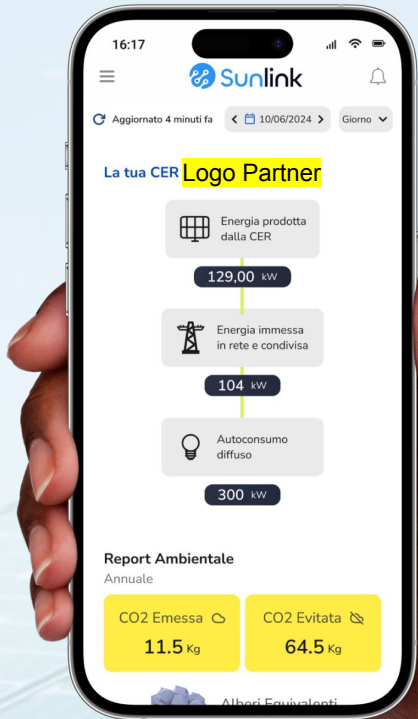 16:17
Sunlink
Aggiornato 4 minuti fa
10/06/2024
Giorno
La tua CER Logo Partner
Energia prodotta
dalla CER
129,00 kW
Energia immessa
in rete e condivisa
104 kW
Autoconsumo
diffuso
300 kW
Report Ambientale
Annuale
CO2 Emessa
11.5 Kg
CO2 Evitata
64.5 Kg
Alberi Equivalenti